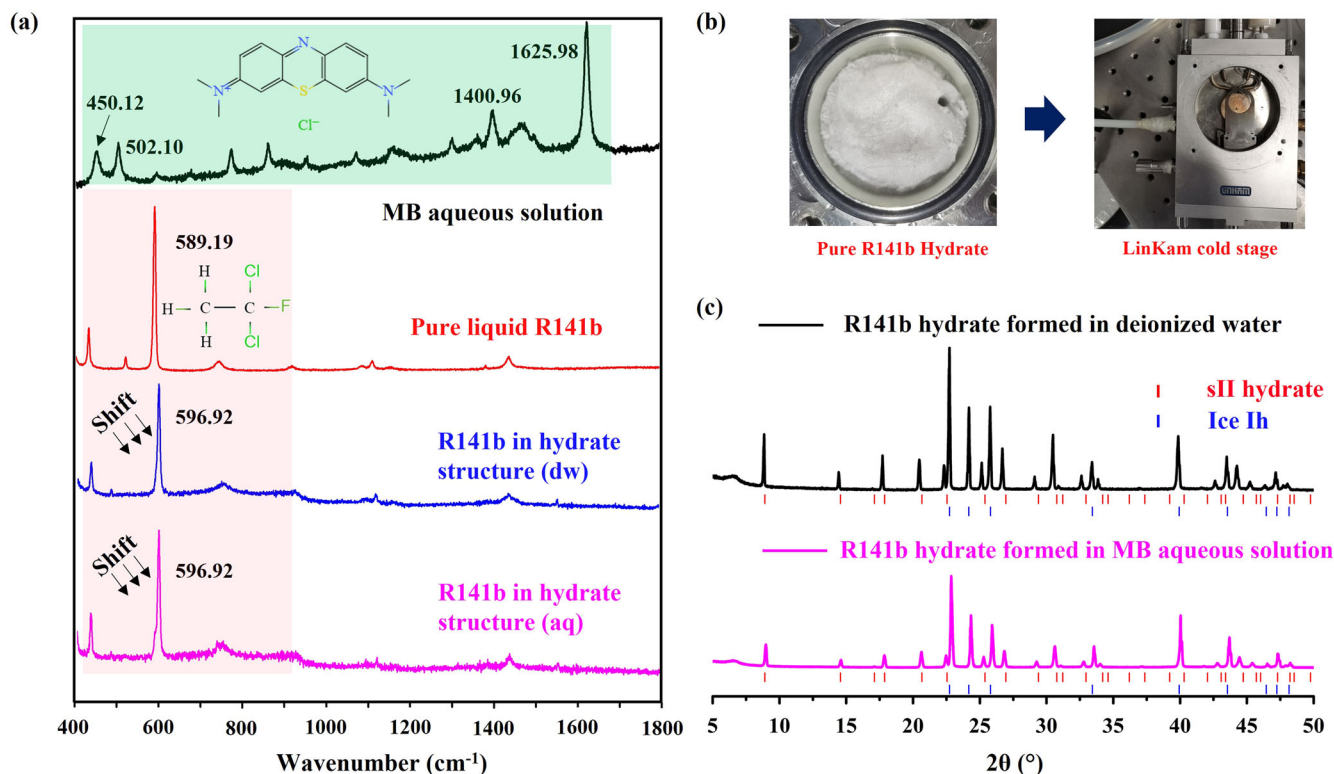 (a)
N
N⁺
S
N
Cl⁻
450.12
502.10
1400.96
1625.98
MB aqueous solution
589.19
H
Cl
H
C
C
F
H
Cl
Pure liquid R141b
Shift
596.92
R141b in hydrate
structure (dw)
Shift
596.92
R141b in hydrate
structure (aq)
400
600
800
1000
1200
1400
1600
1800
Wavenumber (cm⁻¹)
(b)
LINKAM
Pure R141b Hydrate
LinKam cold stage
(c)
R141b hydrate formed in deionized water
sII hydrate
Ice Ih
R141b hydrate formed in MB aqueous solution
5
10
15
20
25
30
35
40
45
50
2θ (°)